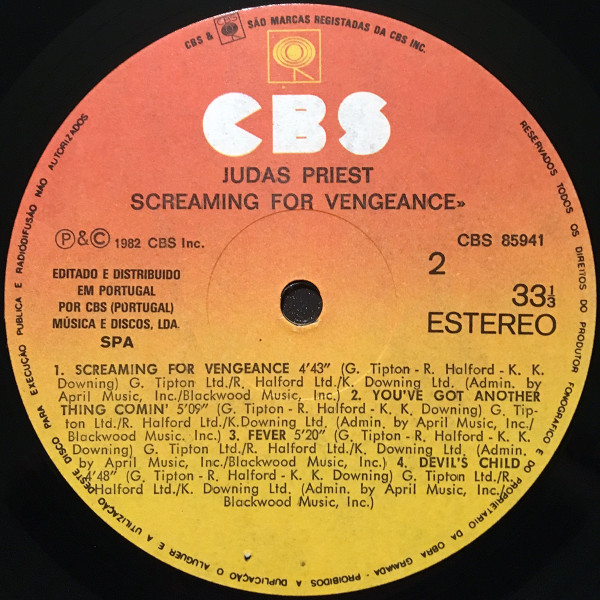 CBS & SÃO MARCAS REGISTADAS DA CBS INC.
CBS
JUDAS PRIEST
SCREAMING FOR VENGEANCE»
Ⓟ&© 1982 CBS Inc.
CBS 85941
2
EDITADO E DISTRIBUIDO
EM PORTUGAL
POR CBS (PORTUGAL)
MÚSICA E DISCOS, LDA.
SPA
33⅓
ESTEREO
1. SCREAMING FOR VENGEANCE 4'43" (G. Tipton - R. Halford - K. K.
Downing) G. Tipton Ltd./R. Halford Ltd./K. Downing Ltd. (Admin. by
April Music, Inc./Blackwood Music, Inc.) 2. YOU'VE GOT ANOTHER
THING COMIN' 5'09" (G. Tipton - R. Halford - K. K. Downing) G. Tip-
ton Ltd./R. Halford Ltd./K.Downing Ltd. (Admin. by April Music, Inc./
Blackwood Music. Inc.) 3. FEVER 5'20" (G. Tipton - R. Halford - K. K.
Downing) G. Tipton Ltd./R. Halford Ltd./K. Downing Ltd. (Admin.
by April Music, Inc./Blackwood Music, Inc.) 4. DEVIL'S CHILD -
4'48" (G. Tipton - R. Halford - K. K. Downing) G. Tipton Ltd./R.
Halford Ltd./K. Downing Ltd. (Admin. by April Music, Inc./
Blackwood Music, Inc.)
RESERVADOS TODOS OS DIREITOS DO PRODUTOR FONOGRÁFICO E DO PROPRIETARIO DA OBRA GRAVADA - PROIBIDOS A DUPLICAÇÃO O ALUGUER E A UTILIZAÇÃO DESTE DISCO PARA EXECUÇÃO PUBLICA E RADIODIFUSÃO NÃO AUTORIZADOS